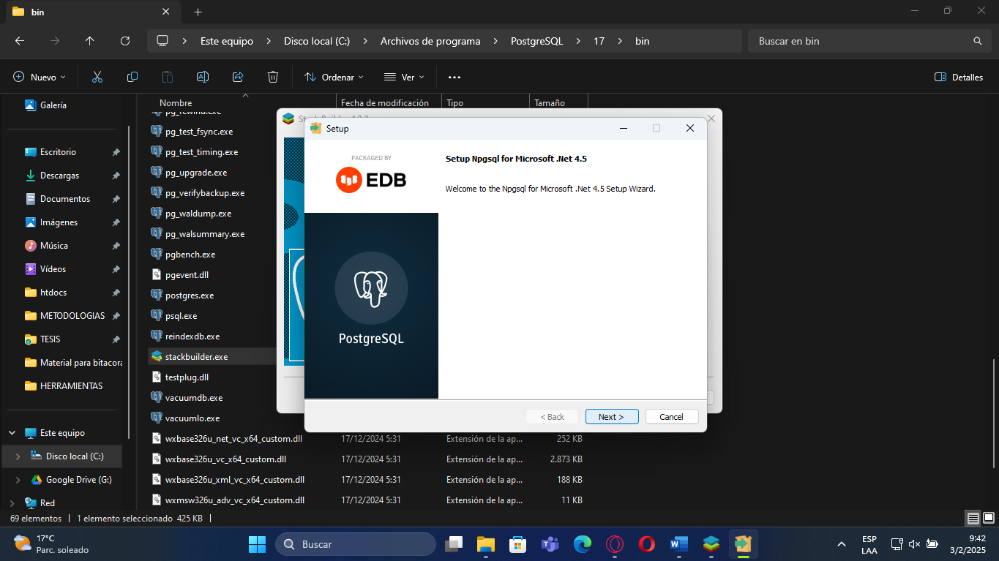 bin
Este equipo
Disco local (C:)
Archivos de programa
PostgreSQL
17
bin
Buscar en bin
Nuevo
Ordenar
Ver
Detalles
Nombre
Fecha de modificación
Tipo
Tamaño
Galería
Escritorio
Descargas
Documentos
Imágenes
Música
Vídeos
htdocs
METODOLOGIAS
TESIS
Material para bitacora
HERRAMIENTAS
Este equipo
Disco local (C:)
Google Drive (G:)
Red
pg_rewind.exe
pg_test_fsync.exe
pg_test_timing.exe
pg_upgrade.exe
pg_verifybackup.exe
pg_waldump.exe
pg_walsummary.exe
pgbench.exe
pgevent.dll
postgres.exe
psql.exe
reindexdb.exe
stackbuilder.exe
testplug.dll
vacuumdb.exe
vacuumlo.exe
wxbase326u_net_vc_x64_custom.dll 17/12/2024 5:31 Extensión de la ap... 252 KB
wxbase326u_vc_x64_custom.dll 17/12/2024 5:31 Extensión de la ap... 2.873 KB
wxbase326u_xml_vc_x64_custom.dll 17/12/2024 5:31 Extensión de la ap... 188 KB
wxmsw326u_adv_vc_x64_custom.dll 17/12/2024 5:31 Extensión de la ap... 11 KB
Setup
PACKAGED BY
EDB
PostgreSQL
Setup Npgsql for Microsoft .Net 4.5
Welcome to the Npgsql for Microsoft .Net 4.5 Setup Wizard.
< Back
Next >
Cancel
69 elementos
1 elemento seleccionado 425 KB
17°C
Parc. soleado
Buscar
ESP
LAA
9:42
3/2/2025